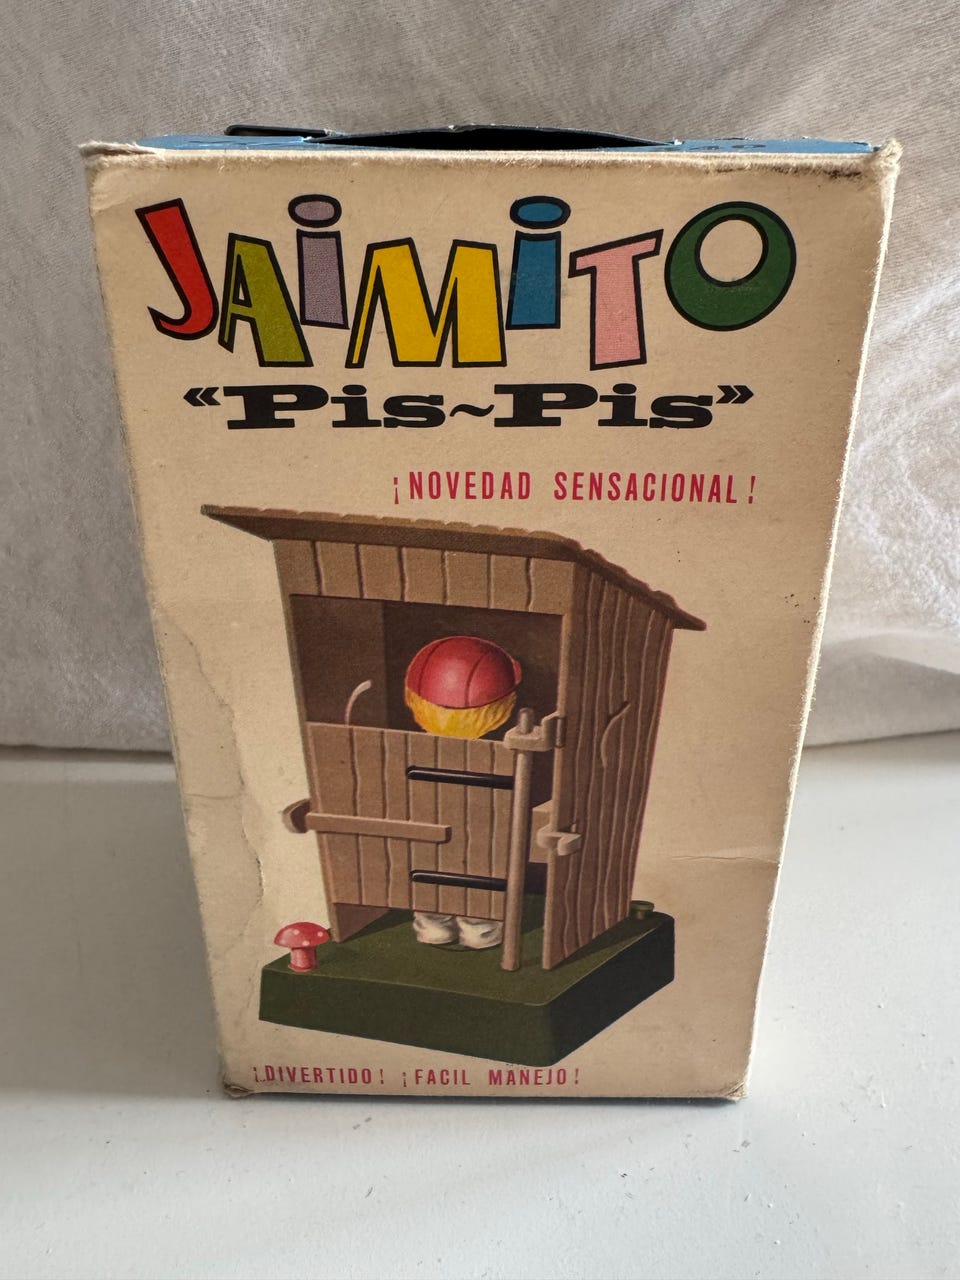 JAiMiTO
«Pis~Pis»
¡NOVEDAD SENSACIONAL!
¡DIVERTIDO! ¡FACIL MANEJO!